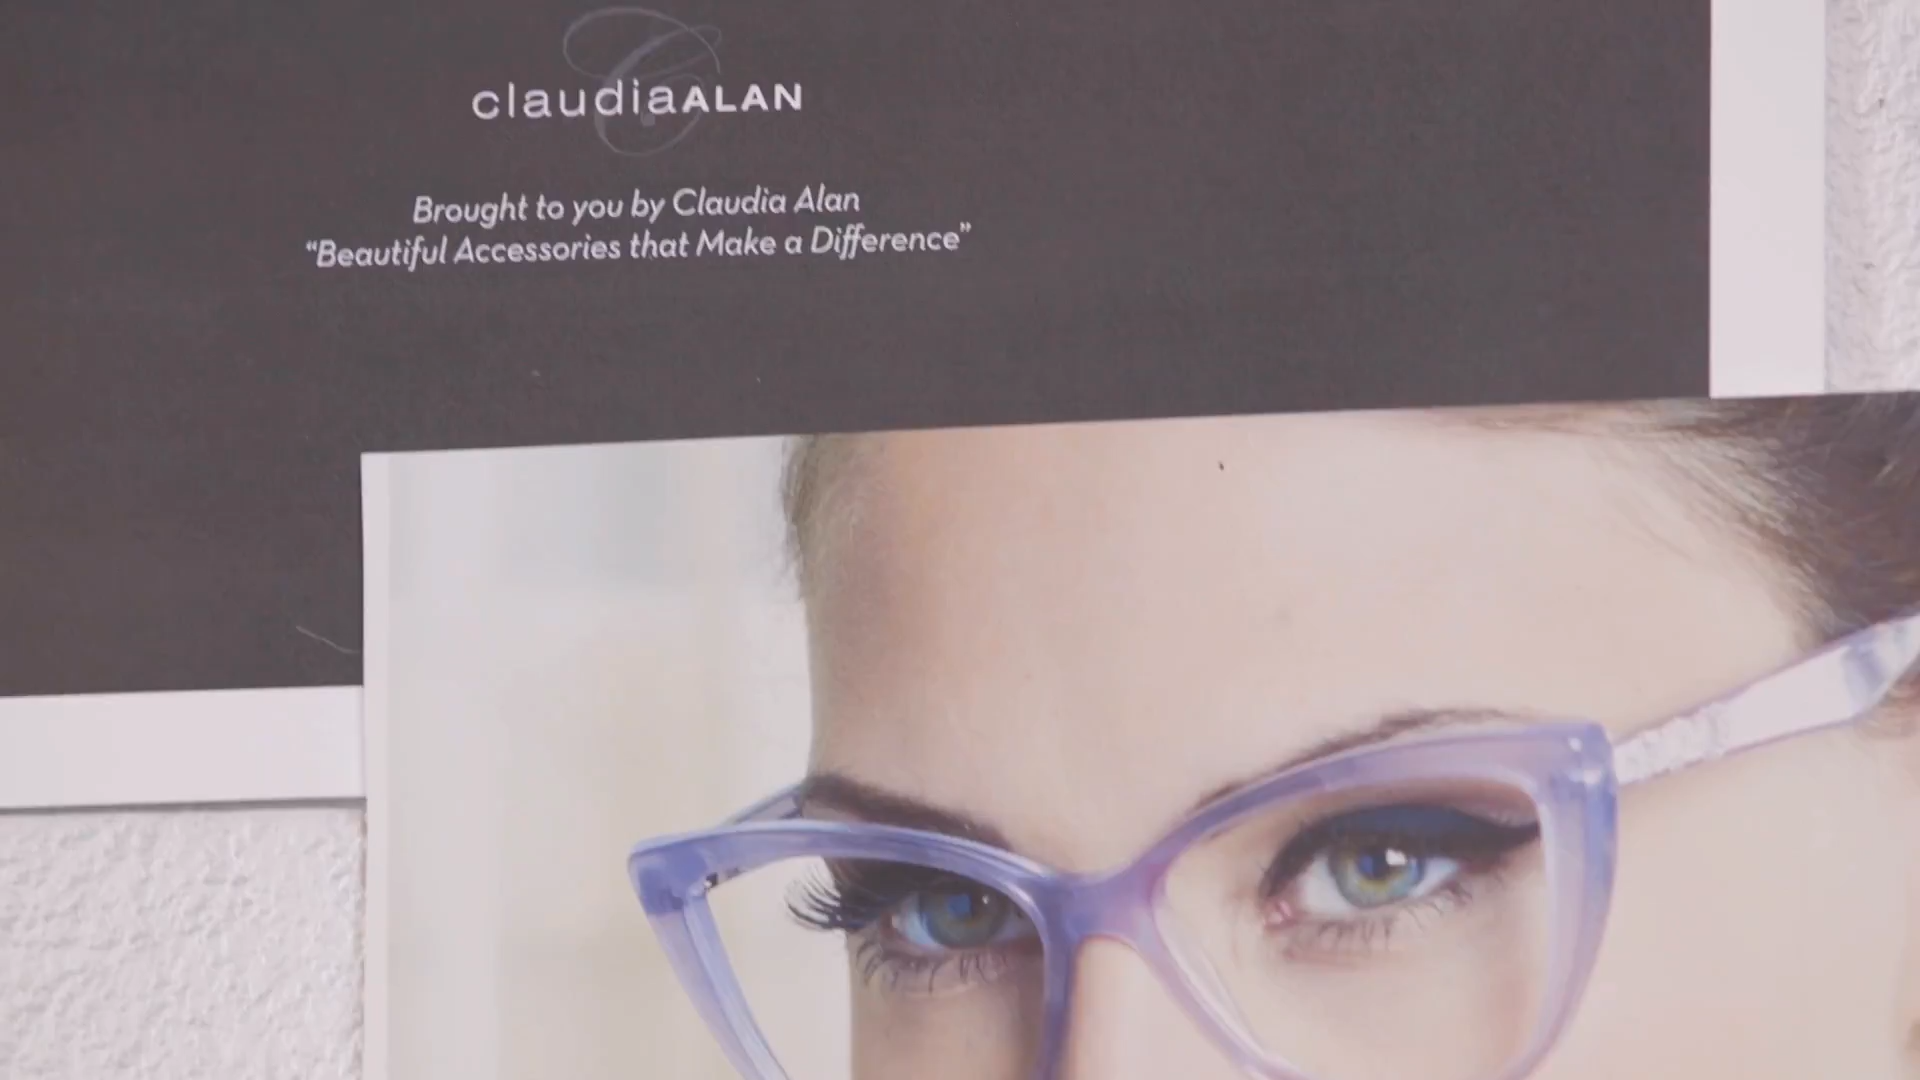 claudiaALAN
Brought to you by Claudia Alan
“Beautiful Accessories that Make a Difference”